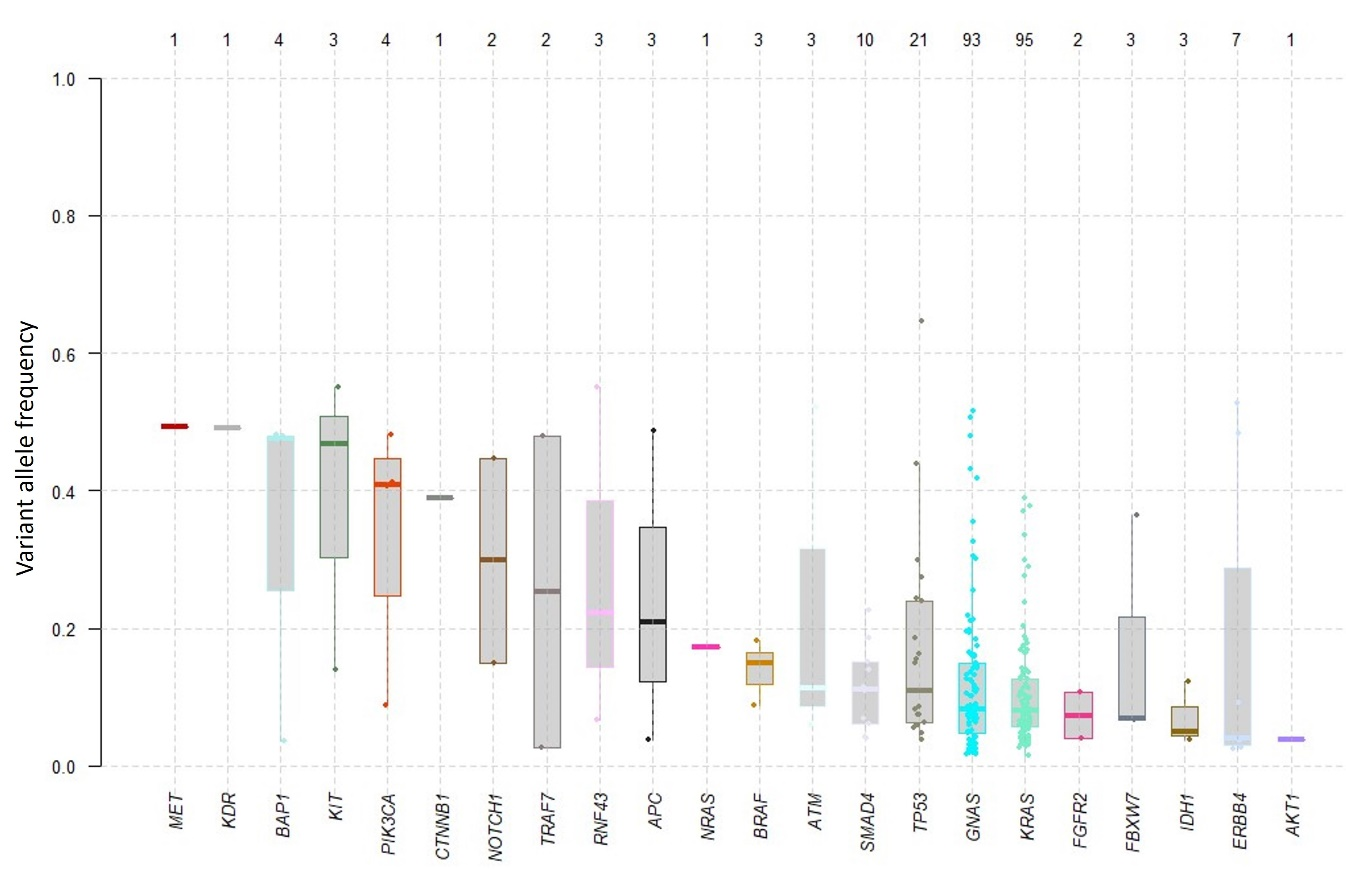 1 1 4 3 4 1 2 2 3 3 1 3 3 10 21 93 95 2 3 3 7 1
1.0
0.8
0.6
0.4
0.2
0.0
Variant allele frequency
MET KDR BAP1 KIT PIK3CA CTNNB1 NOTCH1 TRAF7 RNF43 APC NRAS BRAF ATM SMAD4 TP53 GNAS KRAS FGFR2 FBXW7 IDH1 ERBB4 AKT1